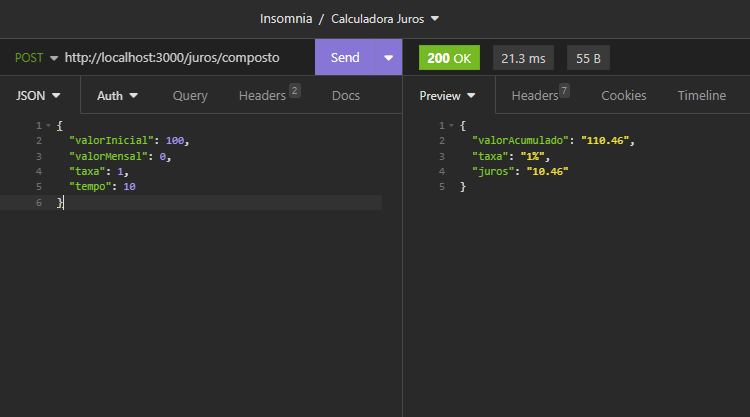 Insomnia / Calculadora Juros
POST http://localhost:3000/juros/composto Send 200 OK 21.3 ms 55 B
JSON Auth Query Headers 2 Docs Preview Headers 7 Cookies Timeline
1 {
2 "valorInicial": 100,
3 "valorMensal": 0,
4 "taxa": 1,
5 "tempo": 10
6 }
1 {
2 "valorAcumulado": "110.46",
3 "taxa": "1%",
4 "juros": "10.46"
5 }